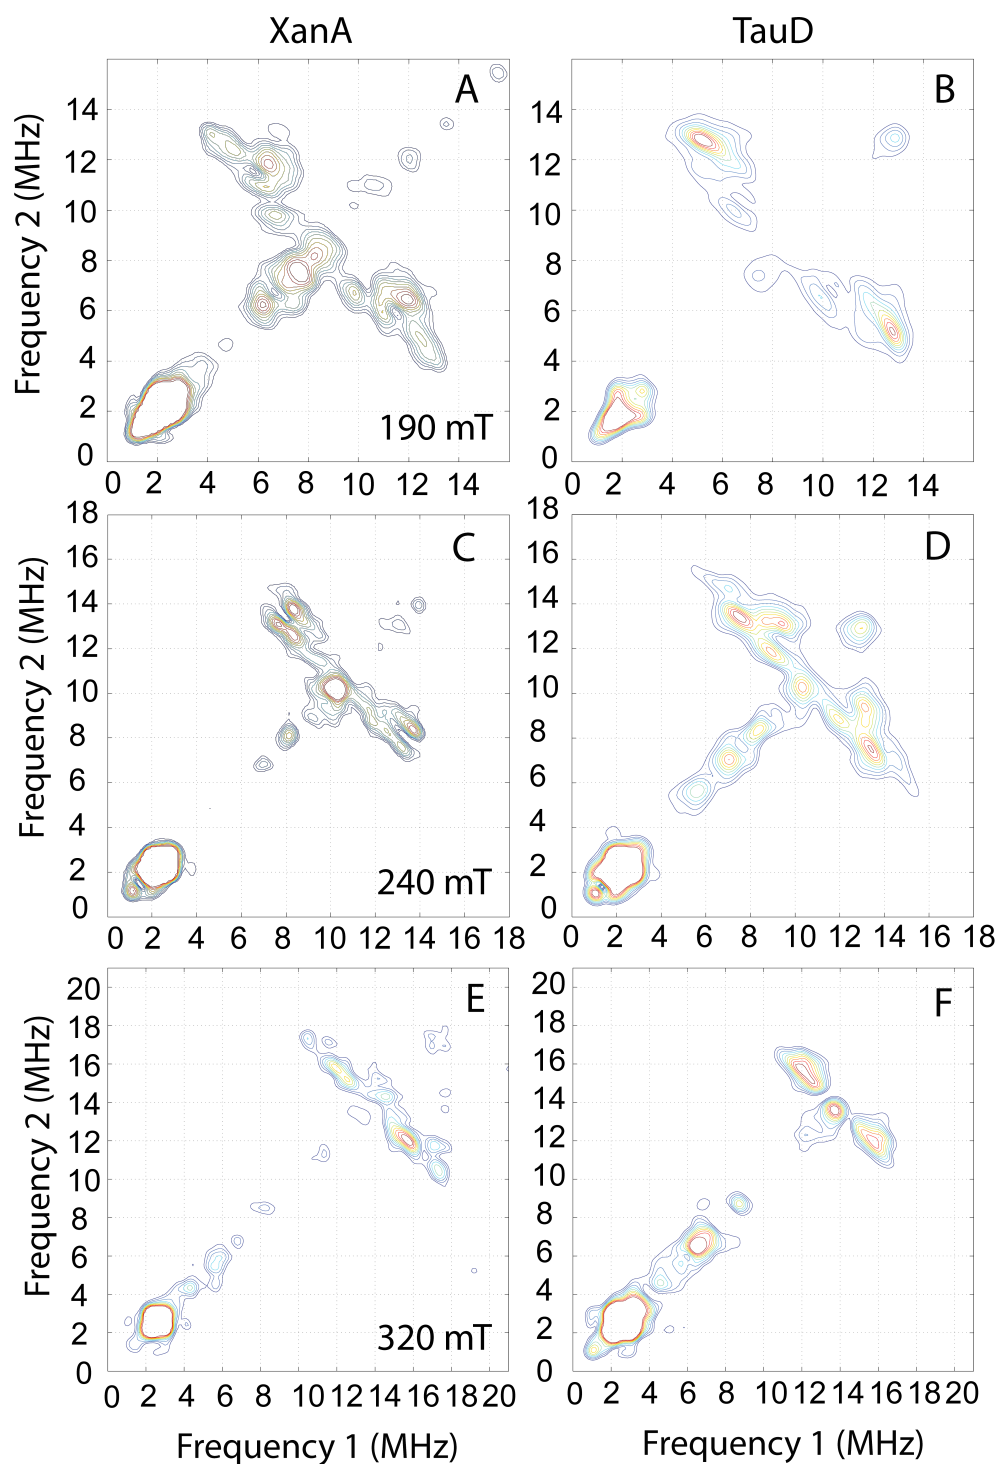 XanA TauD
A B
Frequency 2 (MHz)
14 14
12 12
10 10
8 8
6 6
4 4
2 2
0 0
190 mT
0 2 4 6 8 10 12 14 0 2 4 6 8 10 12 14
C D
Frequency 2 (MHz)
18 18
16 16
14 14
12 12
10 10
8 8
6 6
4 4
2 2
0 0
240 mT
0 2 4 6 8 10 12 14 16 18 0 2 4 6 8 10 12 14 16 18
E F
Frequency 2 (MHz)
20 20
18 18
16 16
14 14
12 12
10 10
8 8
6 6
4 4
2 2
0 0
320 mT
0 2 4 6 8 10 12 14 16 18 20 0 2 4 6 8 10 12 14 16 18 20
Frequency 1 (MHz) Frequency 1 (MHz)